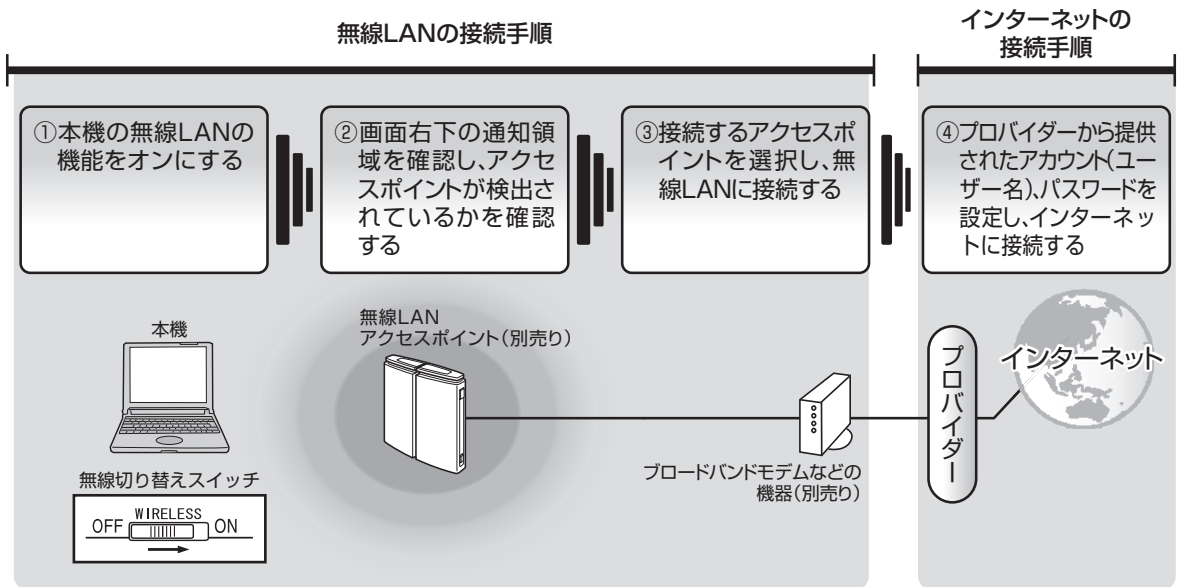 無線LANの接続手順
インターネットの
接続手順
①本機の無線LANの
機能をオンにする
②画面右下の通知領
域を確認し、アクセ
スポイントが検出さ
れているかを確認
する
③接続するアクセスポ
イントを選択し、無
線LANに接続する
④プロバイダーから提供
されたアカウント(ユー
ザー名)、パスワードを
設定し、インターネッ
トに接続する
本機
無線LAN
アクセスポイント(別売り)
プロバイダー
インターネット
ブロードバンドモデムなどの
機器(別売り)
無線切り替えスイッチ
WIRELESS
OFF ON